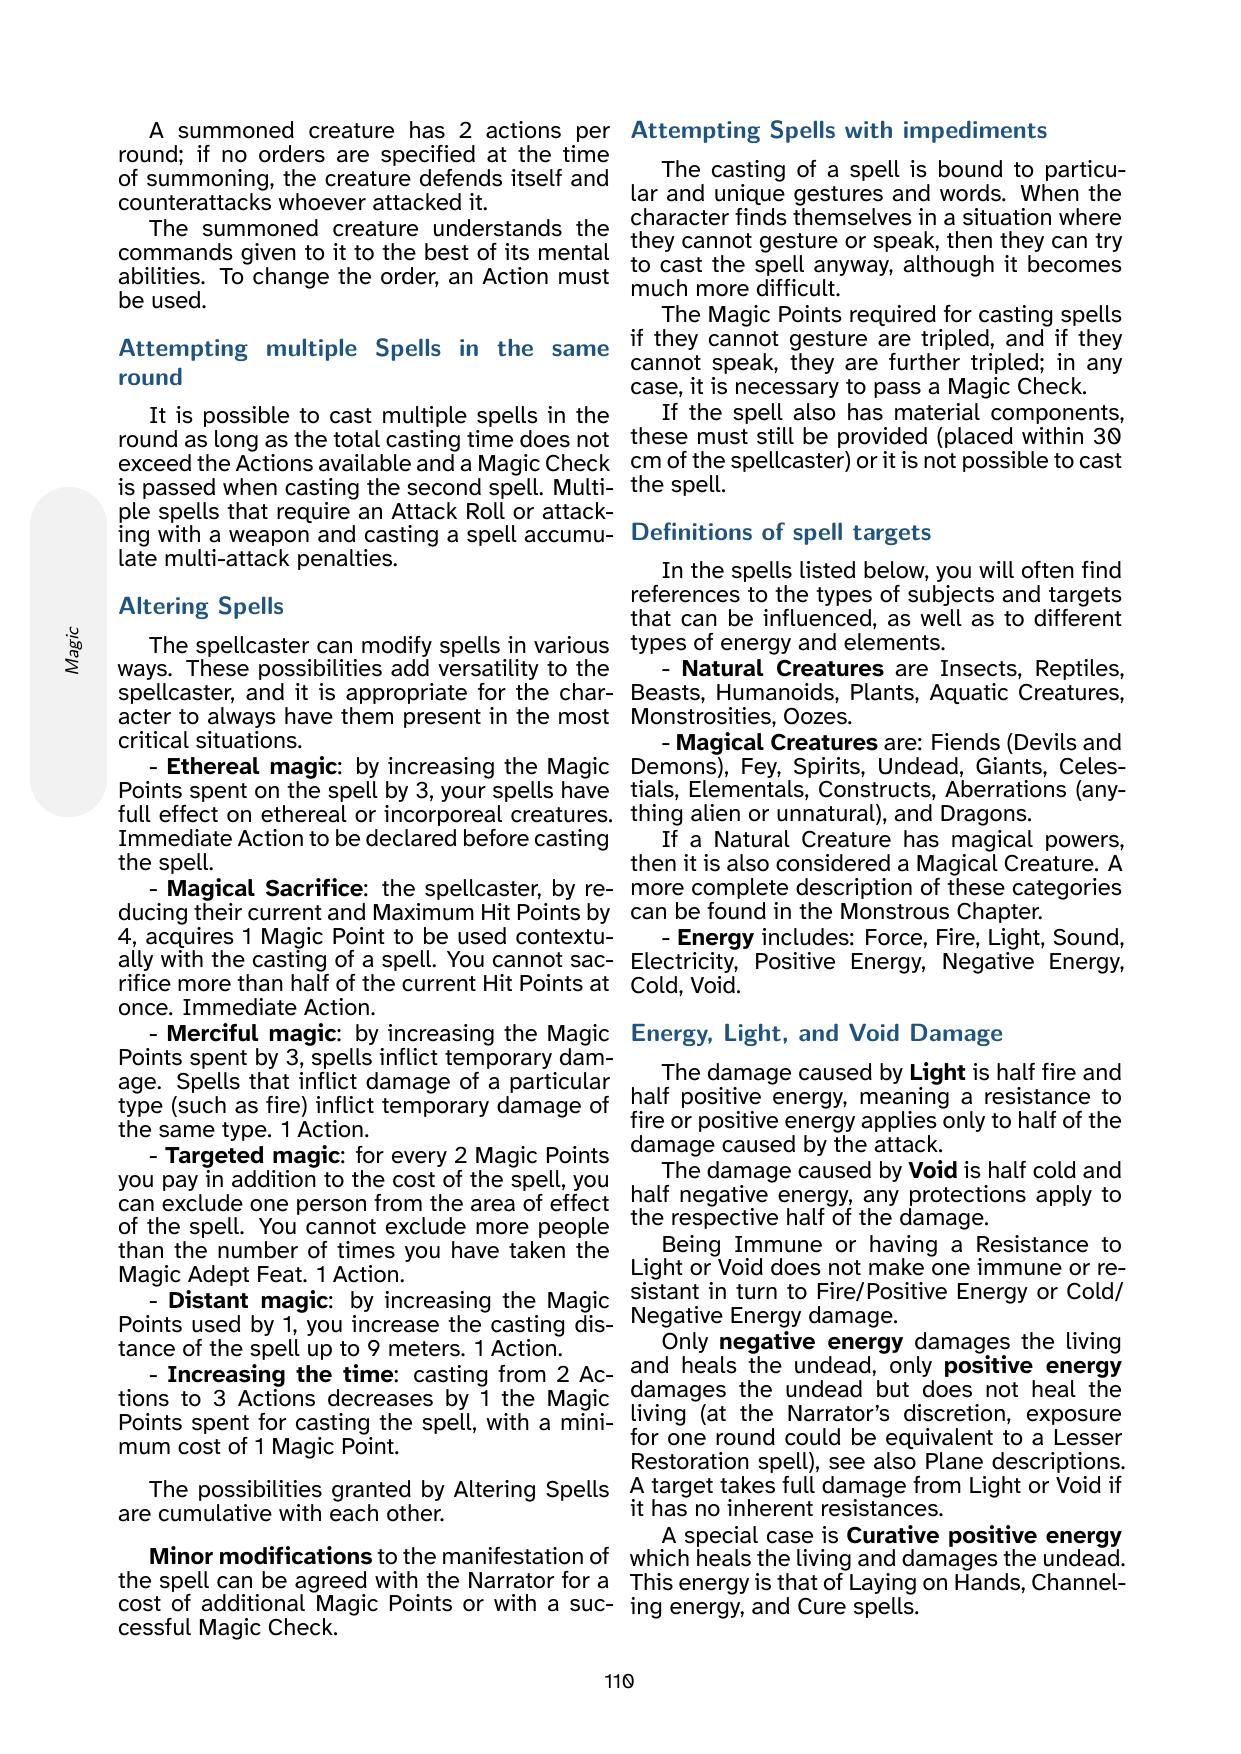 A summoned creature has 2 actions per
round; if no orders are specified at the time
of summoning, the creature defends itself and
counterattacks whoever attacked it.
The summoned creature understands the
commands given to it to the best of its mental
abilities. To change the order, an Action must
be used.
Attempting multiple Spells in the same
round
It is possible to cast multiple spells in the
round as long as the total casting time does not
exceed the Actions available and a Magic Check
is passed when casting the second spell. Multi-
ple spells that require an Attack Roll or attack-
ing with a weapon and casting a spell accumu-
late multi-attack penalties.
Altering Spells
The spellcaster can modify spells in various
ways. These possibilities add versatility to the
spellcaster, and it is appropriate for the char-
acter to always have them present in the most
critical situations.
- Ethereal magic: by increasing the Magic
Points spent on the spell by 3, your spells have
full effect on ethereal or incorporeal creatures.
Immediate Action to be declared before casting
the spell.
- Magical Sacrifice: the spellcaster, by re-
ducing their current and Maximum Hit Points by
4, acquires 1 Magic Point to be used contextu-
ally with the casting of a spell. You cannot sac-
rifice more than half of the current Hit Points at
once. Immediate Action.
- Merciful magic: by increasing the Magic
Points spent by 3, spells inflict temporary dam-
age. Spells that inflict damage of a particular
type (such as fire) inflict temporary damage of
the same type. 1 Action.
- Targeted magic: for every 2 Magic Points
you pay in addition to the cost of the spell, you
can exclude one person from the area of effect
of the spell. You cannot exclude more people
than the number of times you have taken the
Magic Adept Feat. 1 Action.
- Distant magic: by increasing the Magic
Points used by 1, you increase the casting dis-
tance of the spell up to 9 meters. 1 Action.
- Increasing the time: casting from 2 Ac-
tions to 3 Actions decreases by 1 the Magic
Points spent for casting the spell, with a mini-
mum cost of 1 Magic Point.
The possibilities granted by Altering Spells
are cumulative with each other.
Minor modifications to the manifestation of
the spell can be agreed with the Narrator for a
cost of additional Magic Points or with a suc-
cessful Magic Check.
Attempting Spells with impediments
The casting of a spell is bound to particu-
lar and unique gestures and words. When the
character finds themselves in a situation where
they cannot gesture or speak, then they can try
to cast the spell anyway, although it becomes
much more difficult.
The Magic Points required for casting spells
if they cannot gesture are tripled, and if they
cannot speak, they are further tripled; in any
case, it is necessary to pass a Magic Check.
If the spell also has material components,
these must still be provided (placed within 30
cm of the spellcaster) or it is not possible to cast
the spell.
Definitions of spell targets
In the spells listed below, you will often find
references to the types of subjects and targets
that can be influenced, as well as to different
types of energy and elements.
- Natural Creatures are Insects, Reptiles,
Beasts, Humanoids, Plants, Aquatic Creatures,
Monstrosities, Oozes.
- Magical Creatures are: Fiends (Devils and
Demons), Fey, Spirits, Undead, Giants, Celes-
tials, Elementals, Constructs, Aberrations (any-
thing alien or unnatural), and Dragons.
If a Natural Creature has magical powers,
then it is also considered a Magical Creature. A
more complete description of these categories
can be found in the Monstrous Chapter.
- Energy includes: Force, Fire, Light, Sound,
Electricity, Positive Energy, Negative Energy,
Cold, Void.
Energy, Light, and Void Damage
The damage caused by Light is half fire and
half positive energy, meaning a resistance to
fire or positive energy applies only to half of the
damage caused by the attack.
The damage caused by Void is half cold and
half negative energy, any protections apply to
the respective half of the damage.
Being Immune or having a Resistance to
Light or Void does not make one immune or re-
sistant in turn to Fire/Positive Energy or Cold/
Negative Energy damage.
Only negative energy damages the living
and heals the undead, only positive energy
damages the undead but does not heal the
living (at the Narrator's discretion, exposure
for one round could be equivalent to a Lesser
Restoration spell), see also Plane descriptions.
A target takes full damage from Light or Void if
it has no inherent resistances.
A special case is Curative positive energy
which heals the living and damages the undead.
This energy is that of Laying on Hands, Channel-
ing energy, and Cure spells.
Magic
110